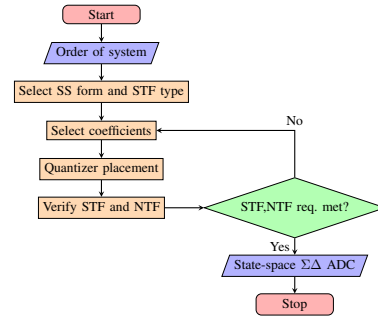 Start
Order of system
Select SS form and STF type
No
Select coefficients
Quantizer placement
Verify STF and NTF
STF,NTF req. met?
Yes
State-space ΣΔ ADC
Stop